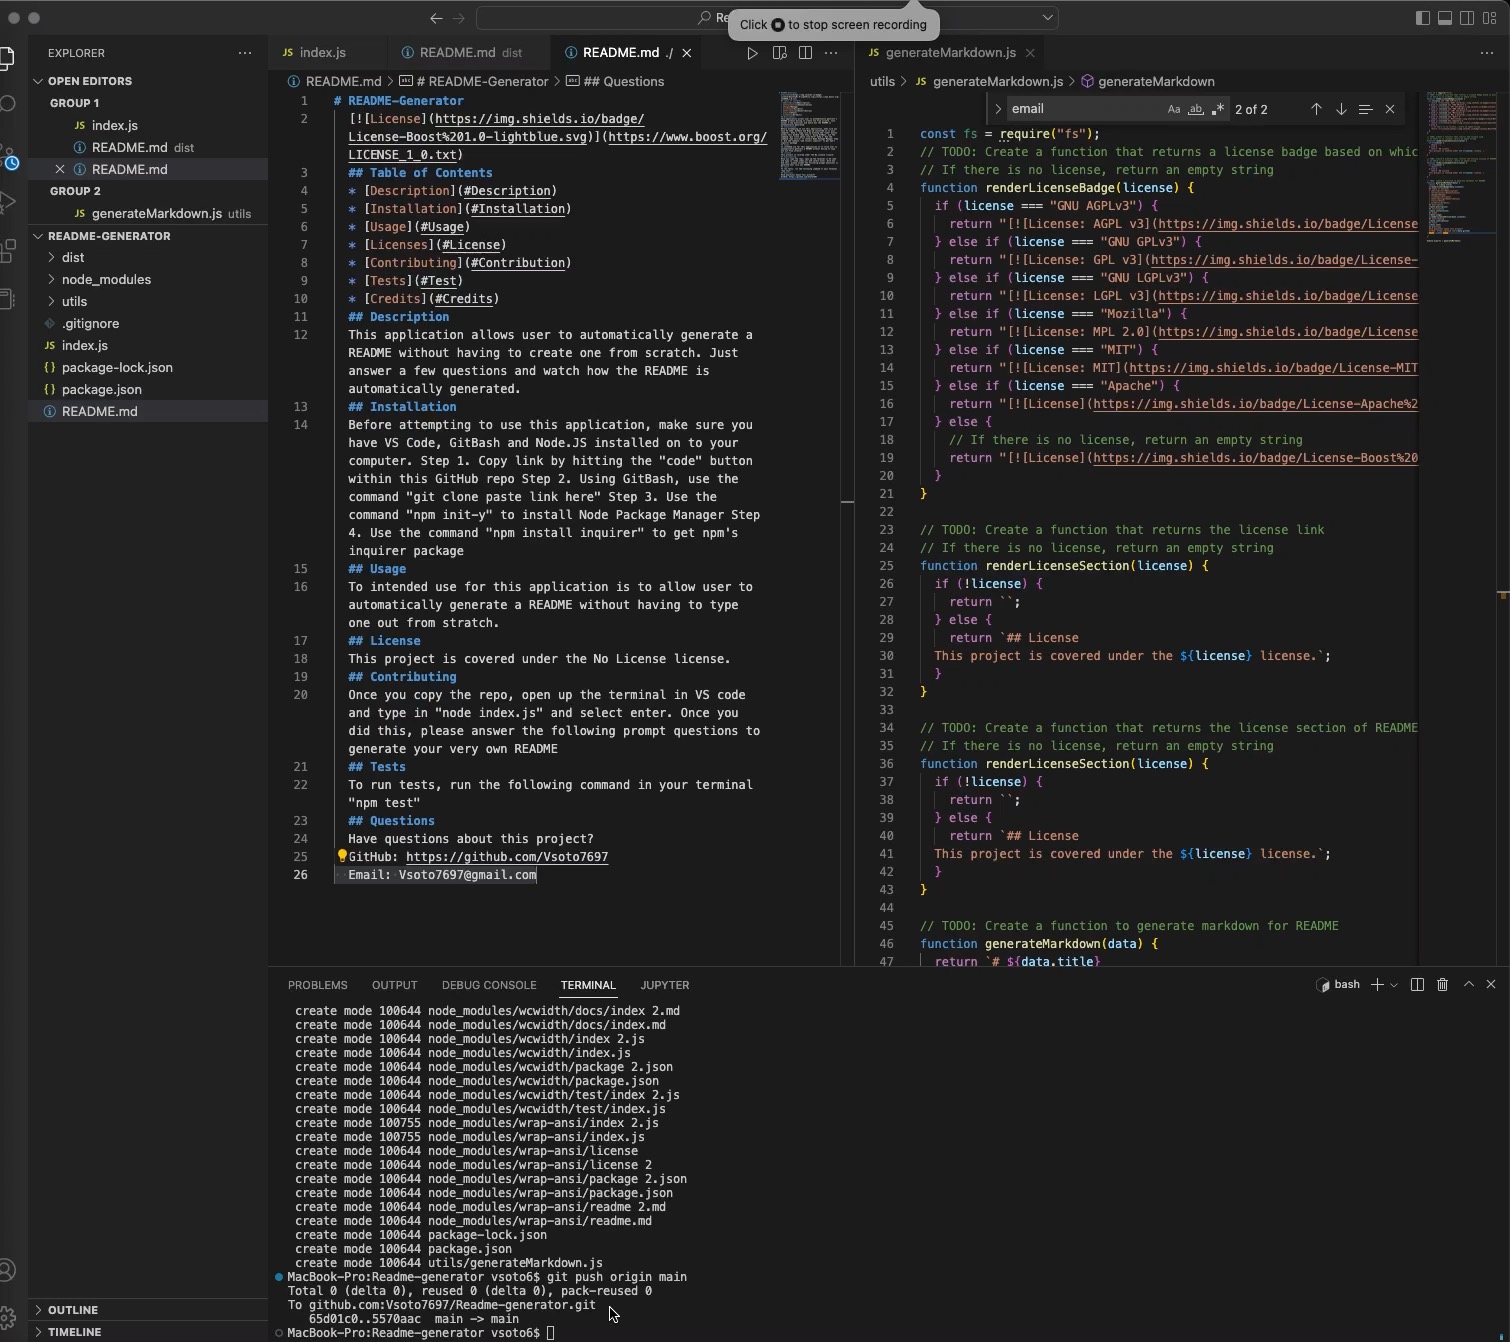 Click to stop screen recording
Re
EXPLORER
OPEN EDITORS
GROUP 1
JS index.js
README.md dist
README.md
GROUP 2
JS generateMarkdown.js utils
README-GENERATOR
dist
node_modules
utils
.gitignore
JS index.js
{} package-lock.json
{} package.json
README.md
OUTLINE
TIMELINE
JS index.js
README.md dist
README.md ./
README.md > # README-Generator > ## Questions
1 # README-Generator
2 [![License](https://img.shields.io/badge/
License-Boost%201.0-lightblue.svg)](https://www.boost.org/
LICENSE_1_0.txt)
3 ## Table of Contents
4 * [Description](#Description)
5 * [Installation](#Installation)
6 * [Usage](#Usage)
7 * [Licenses](#License)
8 * [Contributing](#Contribution)
9 * [Tests](#Test)
10 * [Credits](#Credits)
11 ## Description
12 This application allows user to automatically generate a
README without having to create one from scratch. Just
answer a few questions and watch how the README is
automatically generated.
13 ## Installation
14 Before attempting to use this application, make sure you
have VS Code, GitBash and Node.JS installed on to your
computer. Step 1. Copy link by hitting the "code" button
within this GitHub repo Step 2. Using GitBash, use the
command "git clone paste link here" Step 3. Use the
command "npm init-y" to install Node Package Manager Step
4. Use the command "npm install inquirer" to get npm's
inquirer package
15 ## Usage
16 To intended use for this application is to allow user to
automatically generate a README without having to type
one out from stratch.
17 ## License
18 This project is covered under the No License license.
19 ## Contributing
20 Once you copy the repo, open up the terminal in VS code
and type in "node index.js" and select enter. Once you
did this, please answer the following prompt questions to
generate your very own README
21 ## Tests
22 To run tests, run the following command in your terminal
"npm test"
23 ## Questions
24 Have questions about this project?
25 GitHub: https://github.com/Vsoto7697
26 Email: Vsoto7697@gmail.com
JS generateMarkdown.js
utils > JS generateMarkdown.js > generateMarkdown
email Aa ab 2 of 2
1 const fs = require("fs");
2 // TODO: Create a function that returns a license badge based on whic
3 // If there is no license, return an empty string
4 function renderLicenseBadge(license) {
5 if (license === "GNU AGPLv3") {
6 return "[![License: AGPL v3](https://img.shields.io/badge/License
7 } else if (license === "GNU GPLv3") {
8 return "[![License: GPL v3](https://img.shields.io/badge/License-
9 } else if (license === "GNU LGPLv3") {
10 return "[![License: LGPL v3](https://img.shields.io/badge/License
11 } else if (license === "Mozilla") {
12 return "[![License: MPL 2.0](https://img.shields.io/badge/License
13 } else if (license === "MIT") {
14 return "[![License: MIT](https://img.shields.io/badge/License-MIT
15 } else if (license === "Apache") {
16 return "[![License](https://img.shields.io/badge/License-Apache%2
17 } else {
18 // If there is no license, return an empty string
19 return "[![License](https://img.shields.io/badge/License-Boost%20
20 }
21 }
22
23 // TODO: Create a function that returns the license link
24 // If there is no license, return an empty string
25 function renderLicenseSection(license) {
26 if (!license) {
27 return ``;
28 } else {
29 return `## License
30 This project is covered under the ${license} license.`;
31 }
32 }
33
34 // TODO: Create a function that returns the license section of README
35 // If there is no license, return an empty string
36 function renderLicenseSection(license) {
37 if (!license) {
38 return ``;
39 } else {
40 return `## License
41 This project is covered under the ${license} license.`;
42 }
43 }
44
45 // TODO: Create a function to generate markdown for README
46 function generateMarkdown(data) {
47 return `# ${data.title}
PROBLEMS OUTPUT DEBUG CONSOLE TERMINAL JUPYTER
bash
create mode 100644 node_modules/wcwidth/docs/index 2.md
create mode 100644 node_modules/wcwidth/docs/index.md
create mode 100644 node_modules/wcwidth/index 2.js
create mode 100644 node_modules/wcwidth/index.js
create mode 100644 node_modules/wcwidth/package 2.json
create mode 100644 node_modules/wcwidth/package.json
create mode 100644 node_modules/wcwidth/test/index 2.js
create mode 100644 node_modules/wcwidth/test/index.js
create mode 100755 node_modules/wrap-ansi/index 2.js
create mode 100755 node_modules/wrap-ansi/index.js
create mode 100644 node_modules/wrap-ansi/license
create mode 100644 node_modules/wrap-ansi/license 2
create mode 100644 node_modules/wrap-ansi/package 2.json
create mode 100644 node_modules/wrap-ansi/package.json
create mode 100644 node_modules/wrap-ansi/readme 2.md
create mode 100644 node_modules/wrap-ansi/readme.md
create mode 100644 package-lock.json
create mode 100644 package.json
create mode 100644 utils/generateMarkdown.js
MacBook-Pro:Readme-generator vsoto6$ git push origin main
Total 0 (delta 0), reused 0 (delta 0), pack-reused 0
To github.com:Vsoto7697/Readme-generator.git
65d01c0..5570aac main -> main
MacBook-Pro:Readme-generator vsoto6$